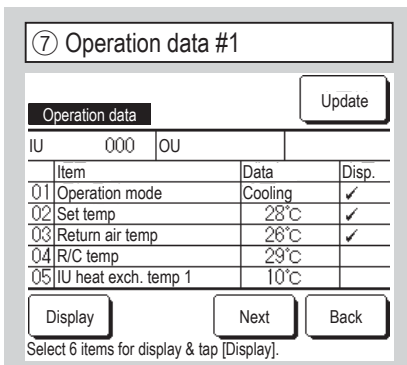 ⑦ Operation data #1
Update
Operation data
IU 000 OU
Item Data Disp.
01 Operation mode Cooling ✓
02 Set temp 28°C ✓
03 Return air temp 26°C ✓
04 R/C temp 29°C
05 IU heat exch. temp 1 10°C
Display Next Back
Select 6 items for display & tap [Display].